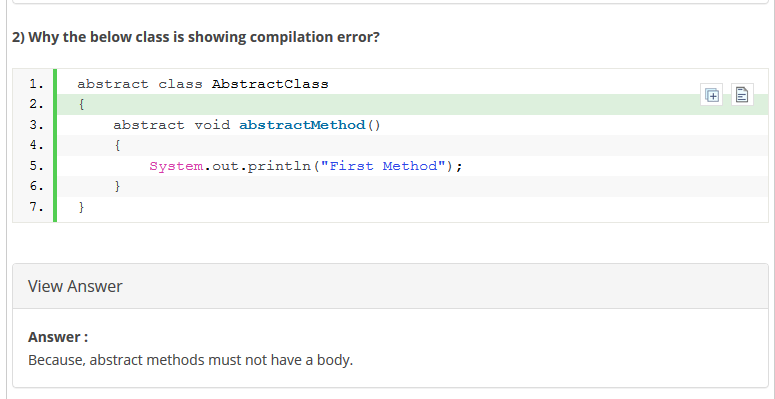 2) Why the below class is showing compilation error?
1. abstract class AbstractClass
2. {
3.     abstract void abstractMethod()
4.     {
5.         System.out.println("First Method");
6.     }
7. }
View Answer
Answer :
Because, abstract methods must not have a body.